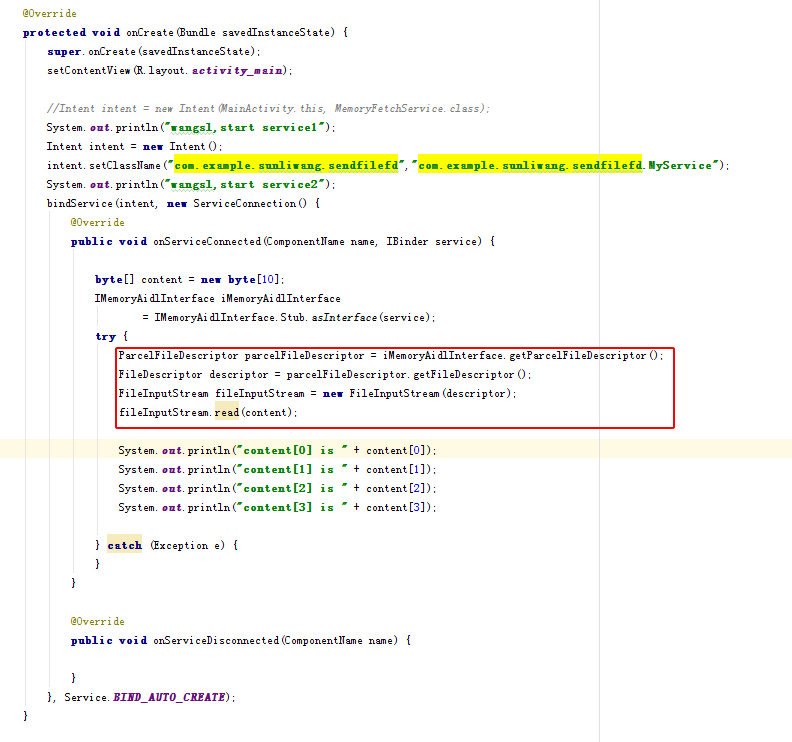 @Override
protected void onCreate(Bundle savedInstanceState) {
super.onCreate(savedInstanceState);
setContentView(R.layout.activity_main);
//Intent intent = new Intent(MainActivity.this, MemoryFetchService.class);
System.out.println("wangsl,start service1");
Intent intent = new Intent();
intent.setClassName("com.example.sunliwang.sendfilefd","com.example.sunliwang.sendfilefd.MyService");
System.out.println("wangsl,start service2");
bindService(intent, new ServiceConnection() {
@Override
public void onServiceConnected(ComponentName name, IBinder service) {
byte[] content = new byte[10];
IMemoryAidlInterface iMemoryAidlInterface
= IMemoryAidlInterface.Stub.asInterface(service);
try {
ParcelFileDescriptor parcelFileDescriptor = iMemoryAidlInterface.getParcelFileDescriptor();
FileDescriptor descriptor = parcelFileDescriptor.getFileDescriptor();
FileInputStream fileInputStream = new FileInputStream(descriptor);
fileInputStream.read(content);
System.out.println("content[0] is " + content[0]);
System.out.println("content[1] is " + content[1]);
System.out.println("content[2] is " + content[2]);
System.out.println("content[3] is " + content[3]);
} catch (Exception e) {
}
}
@Override
public void onServiceDisconnected(ComponentName name) {
}
}, Service.BIND_AUTO_CREATE);
}